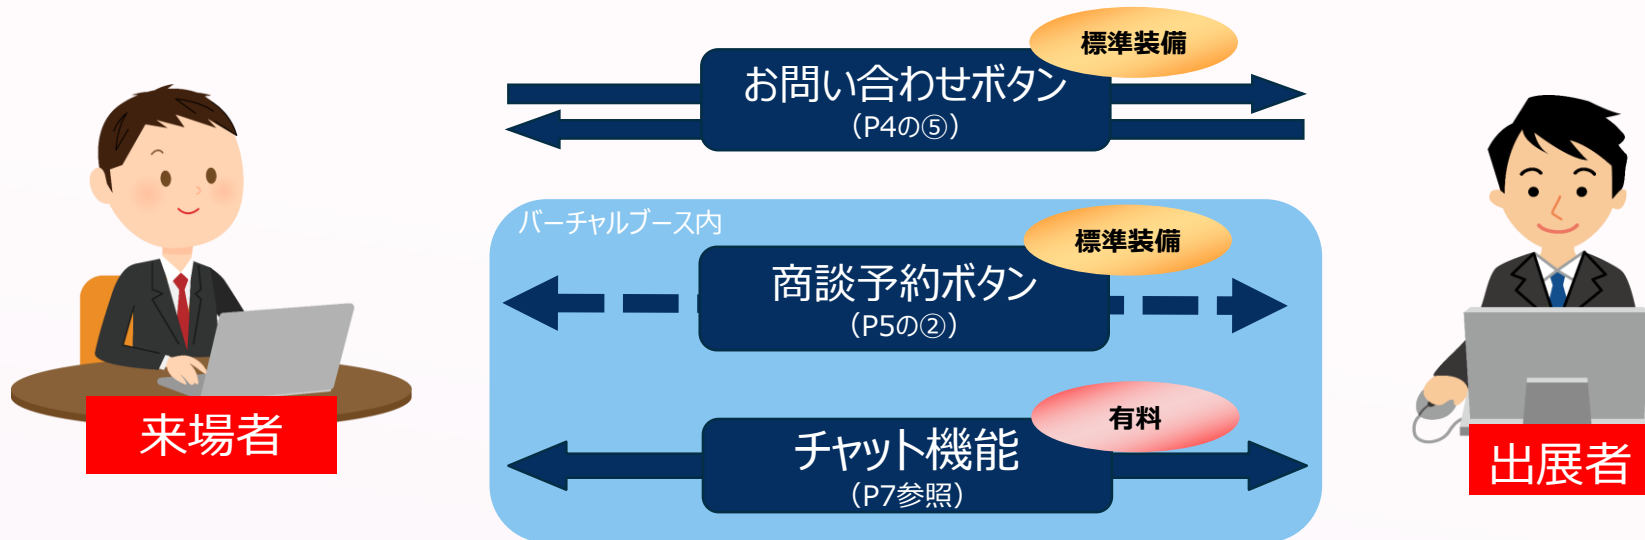 標準装備
お問い合わせボタン
（P4の⑤）
バーチャルブース内
標準装備
商談予約ボタン
（P5の②）
有料
チャット機能
（P7参照）
来場者
出展者